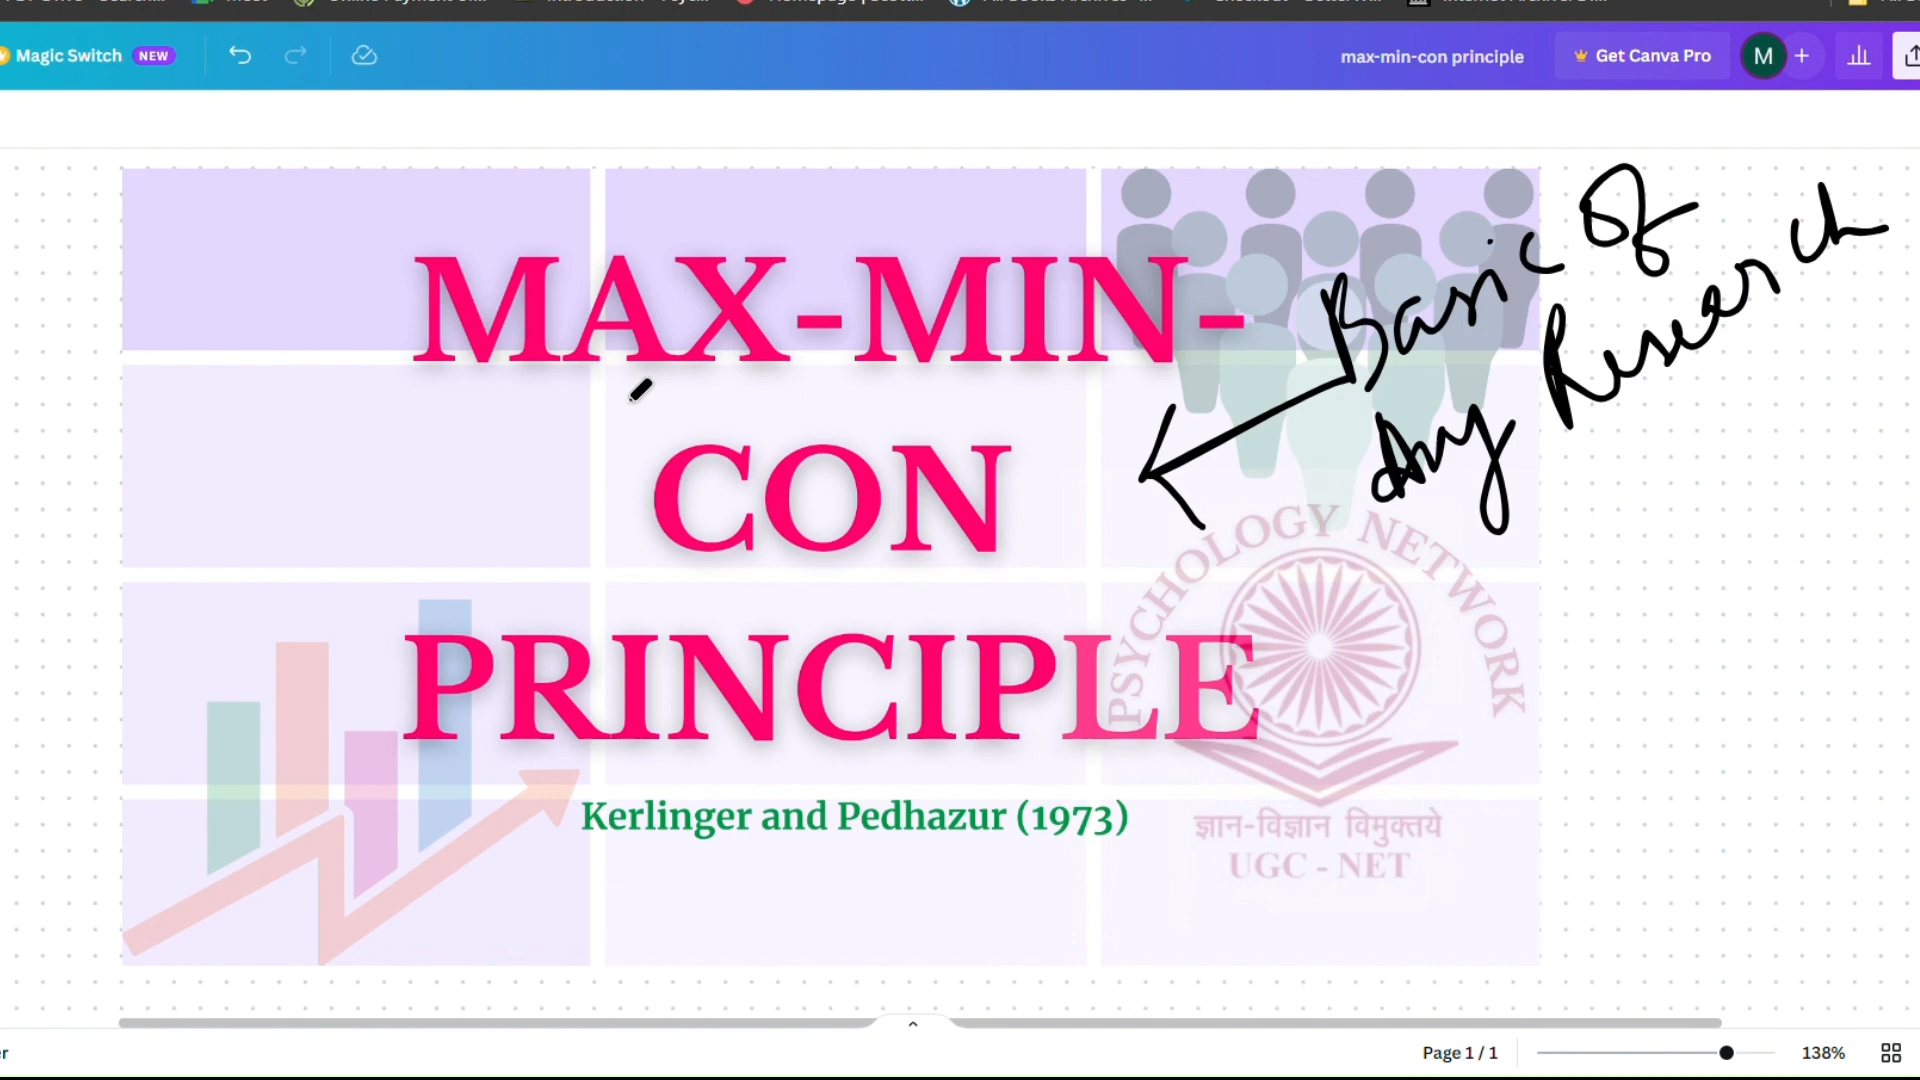 Magic Switch NEW
max-min-con principle
Get Canva Pro
M
MAX-MIN-
CON
PRINCIPLE
Kerlinger and Pedhazur (1973)
Basic of
Any Research
PSYCHOLOGY NETWORK
ज्ञान-विज्ञान विमुक्तये
UGC - NET
Page 1 / 1
138%